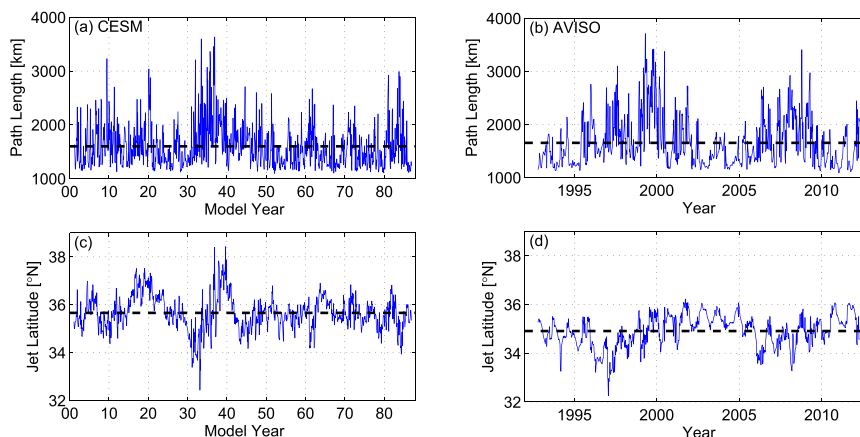 (a) CESM
Path Length [km]
4000
3000
2000
1000
00 10 20 30 40 50 60 70 80
Model Year
(b) AVISO
Path Length [km]
4000
3000
2000
1000
1995 2000 2005 2010
Year
(c)
Jet Latitude [°N]
38
36
34
32
00 10 20 30 40 50 60 70 80
Model Year
(d)
Jet Latitude [°N]
38
36
34
32
1995 2000 2005 2010
Year